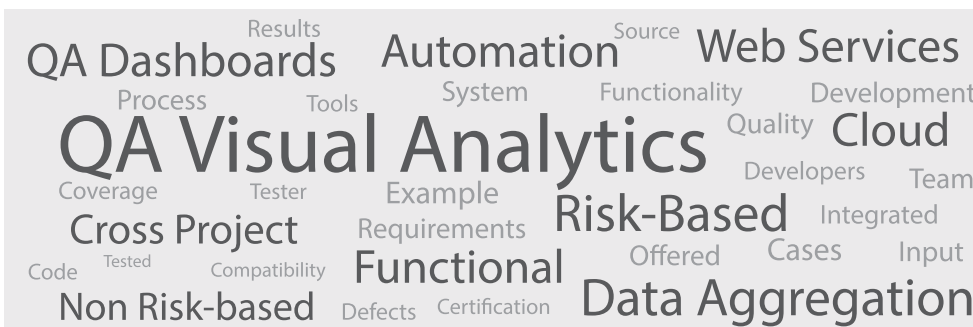 Results
Source
QA Dashboards
Automation
Web Services
Process
Tools
System
Functionality
Development
QA Visual Analytics
Quality
Cloud
Developers
Team
Coverage
Tester
Example
Risk-Based
Integrated
Cross Project
Requirements
Offered
Cases
Input
Code
Tested
Compatibility
Functional
Non Risk-based
Defects
Certification
Data Aggregation